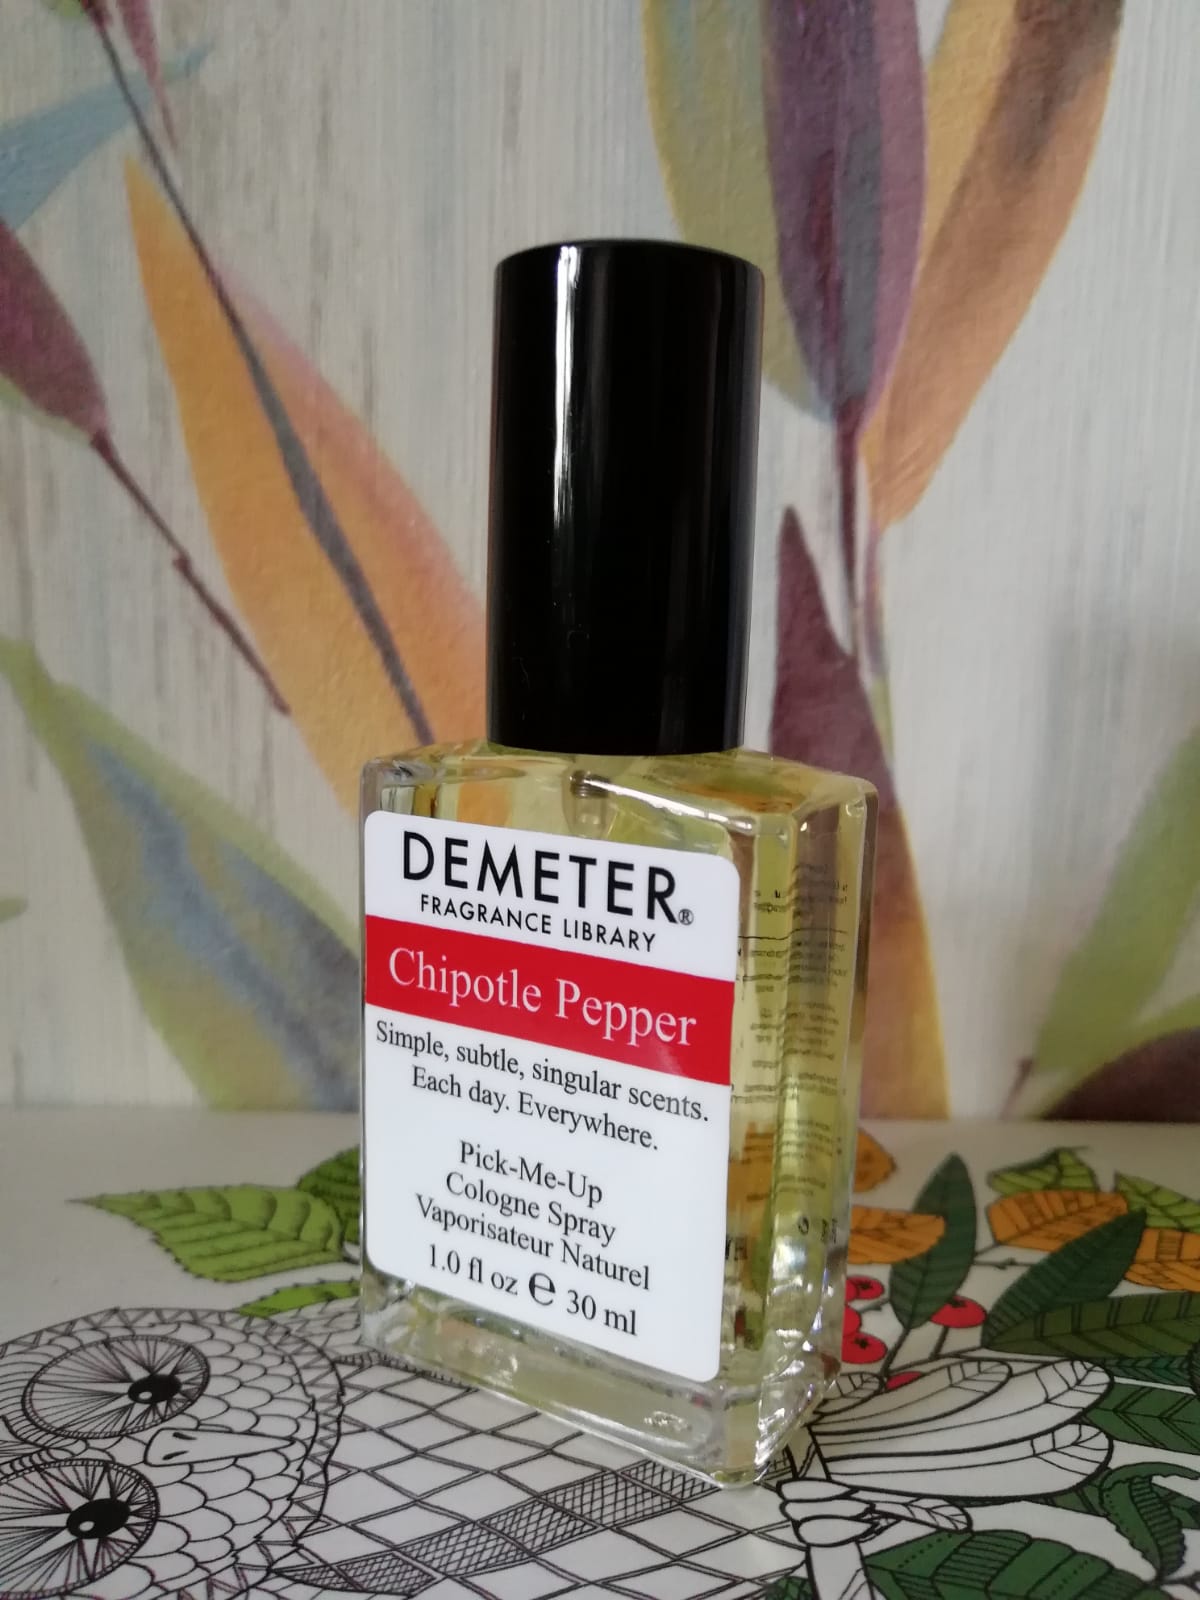 DEMETER®
FRAGRANCE LIBRARY
Chipotle Pepper
Simple, subtle, singular scents.
Each day. Everywhere.
Pick-Me-Up
Cologne Spray
Vaporisateur Naturel
1.0 fl oz ℮ 30 ml